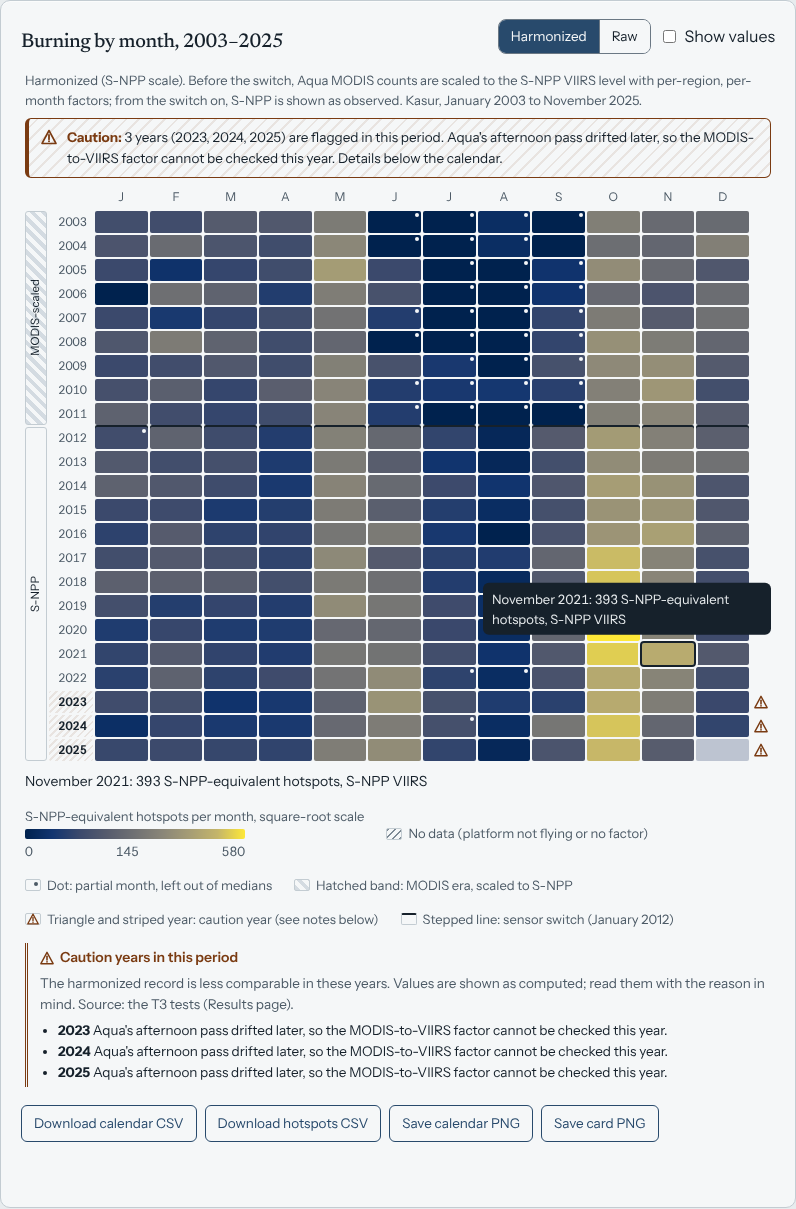 Burning by month, 2003–2025
Harmonized Raw Show values
Harmonized (S-NPP scale). Before the switch, Aqua MODIS counts are scaled to the S-NPP VIIRS level with per-region, per-
month factors; from the switch on, S-NPP is shown as observed. Kasur, January 2003 to November 2025.
Caution: 3 years (2023, 2024, 2025) are flagged in this period. Aqua's afternoon pass drifted later, so the MODIS-
to-VIIRS factor cannot be checked this year. Details below the calendar.
J F M A M J J A S O N D
MODIS-scaled
2003
2004
2005
2006
2007
2008
2009
2010
2011
S-NPP
2012
2013
2014
2015
2016
2017
2018
2019
2020
2021
2022
2023
2024
2025
November 2021: 393 S-NPP-equivalent
hotspots, S-NPP VIIRS
November 2021: 393 S-NPP-equivalent hotspots, S-NPP VIIRS
S-NPP-equivalent hotspots per month, square-root scale
0 145 580
No data (platform not flying or no factor)
Dot: partial month, left out of medians
Hatched band: MODIS era, scaled to S-NPP
Triangle and striped year: caution year (see notes below)
Stepped line: sensor switch (January 2012)
Caution years in this period
The harmonized record is less comparable in these years. Values are shown as computed; read them with the reason in
mind. Source: the T3 tests (Results page).
• 2023 Aqua's afternoon pass drifted later, so the MODIS-to-VIIRS factor cannot be checked this year.
• 2024 Aqua's afternoon pass drifted later, so the MODIS-to-VIIRS factor cannot be checked this year.
• 2025 Aqua's afternoon pass drifted later, so the MODIS-to-VIIRS factor cannot be checked this year.
Download calendar CSV
Download hotspots CSV
Save calendar PNG
Save card PNG